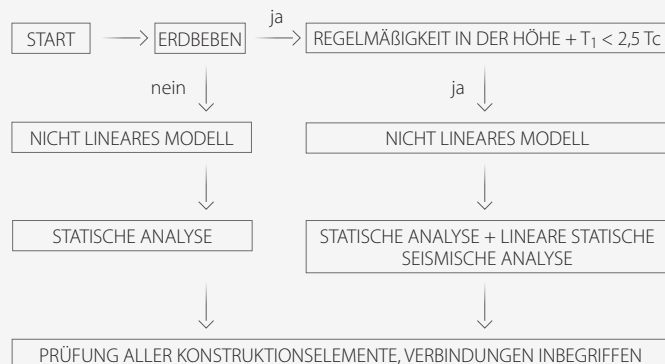 ja
START
ERDBEBEN
REGELMÄßIGKEIT IN DER HÖHE + T1 < 2,5 Tc
nein
ja
NICHT LINEARES MODELL
NICHT LINEARES MODELL
STATISCHE ANALYSE
STATISCHE ANALYSE + LINEARE STATISCHE
SEISMISCHE ANALYSE
PRÜFUNG ALLER KONSTRUKTIONSELEMENTE, VERBINDUNGEN INBEGRIFFEN